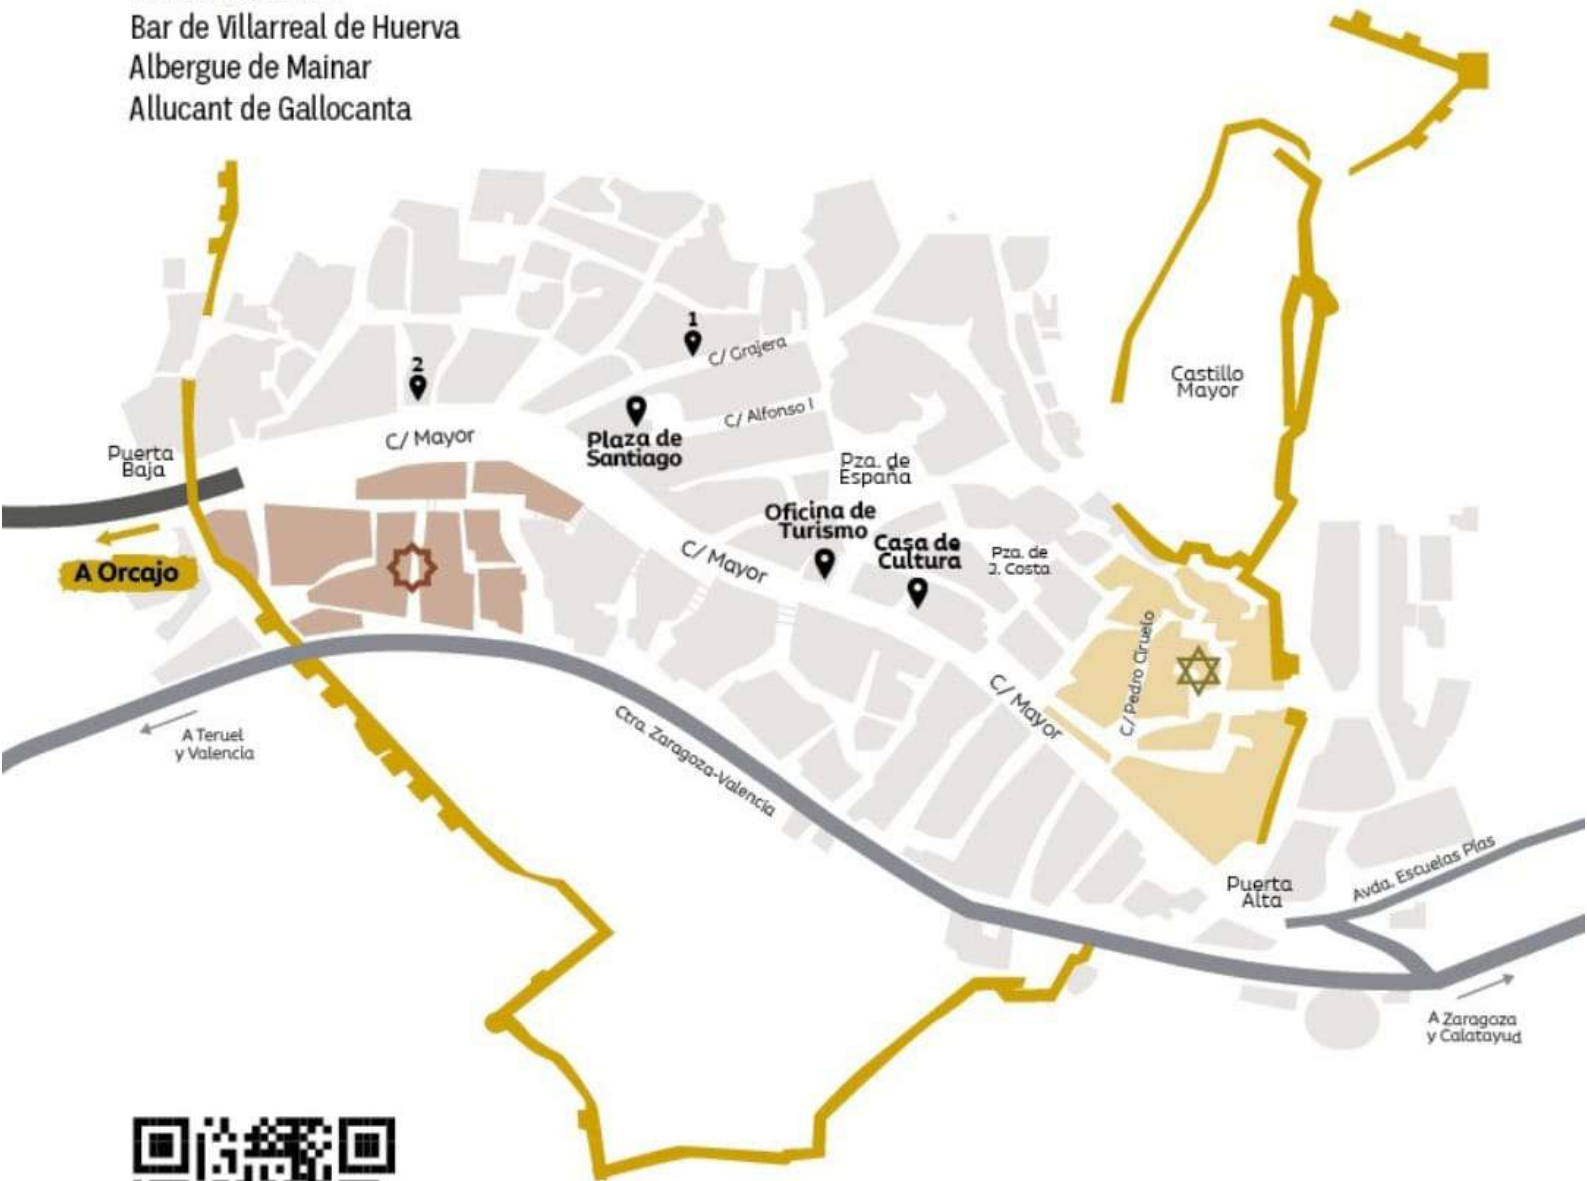 Bar de Villarreal de Huerva
Albergue de Mainar
Allucant de Gallocanta
1
C/ Grajera
2
Castillo
Mayor
C/ Alfonso I
C/ Mayor
Plaza de
Santiago
Puerta
Baja
Pza. de
España
Oficina de
Turismo
Casa de
Cultura
Pza. de
J. Costa
C/ Mayor
A Orcajo
C/ Pedro Ciruelo
C/ Mayor
A Teruel
y Valencia
Ctra. Zaragoza-Valencia
Puerta
Alta
Avda. Escuelas Pías
A Zaragoza
y Calatayud